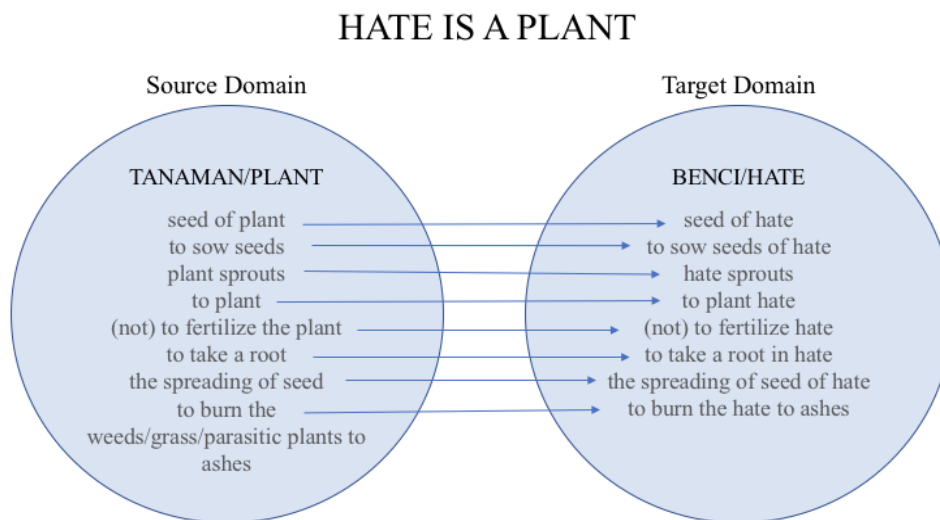 HATE IS A PLANT
Source Domain
TANAMAN/PLANT
seed of plant
to sow seeds
plant sprouts
to plant
(not) to fertilize the plant
to take a root
the spreading of seed
to burn the
weeds/grass/parasitic plants to
ashes
Target Domain
BENCI/HATE
seed of hate
to sow seeds of hate
hate sprouts
to plant hate
(not) to fertilize hate
to take a root in hate
the spreading of seed of hate
to burn the hate to ashes